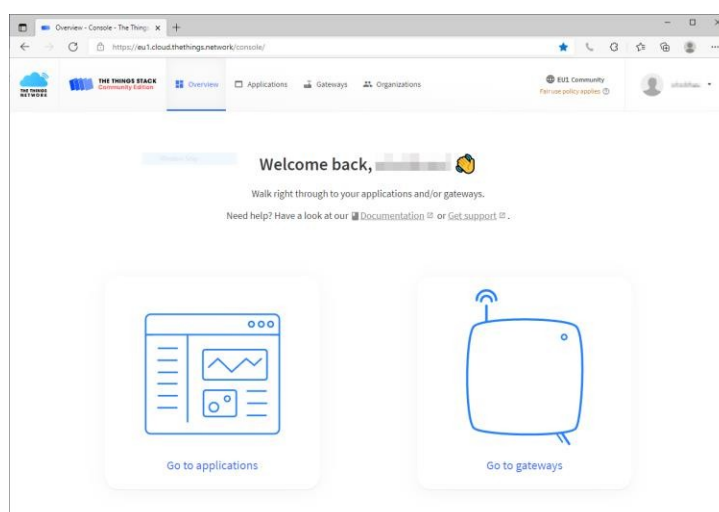 Overview - Console - The Things
https://eu1.cloud.thethings.network/console/
THE THINGS NETWORK
THE THINGS STACK
Community Edition
Overview
Applications
Gateways
Organizations
EU1 Community
Fair use policy applies
Welcome back,
Walk right through to your applications and/or gateways.
Need help? Have a look at our Documentation or Get support .
Go to applications
Go to gateways